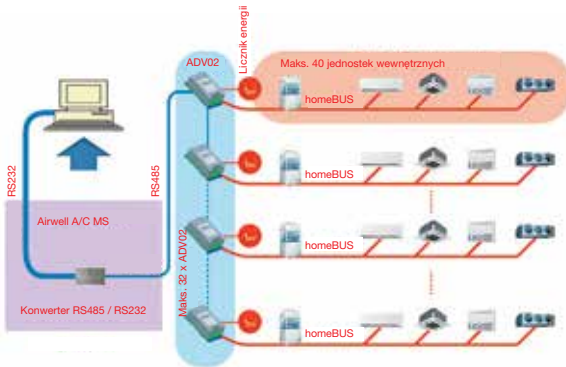 ADV02
Licznik energii
Maks. 40 jednostek wewnętrznych
homeBUS
RS232
RS485
homeBUS
Airwell A/C MS
Maks. 32 x ADV02
homeBUS
Konwerter RS485 / RS232
homeBUS